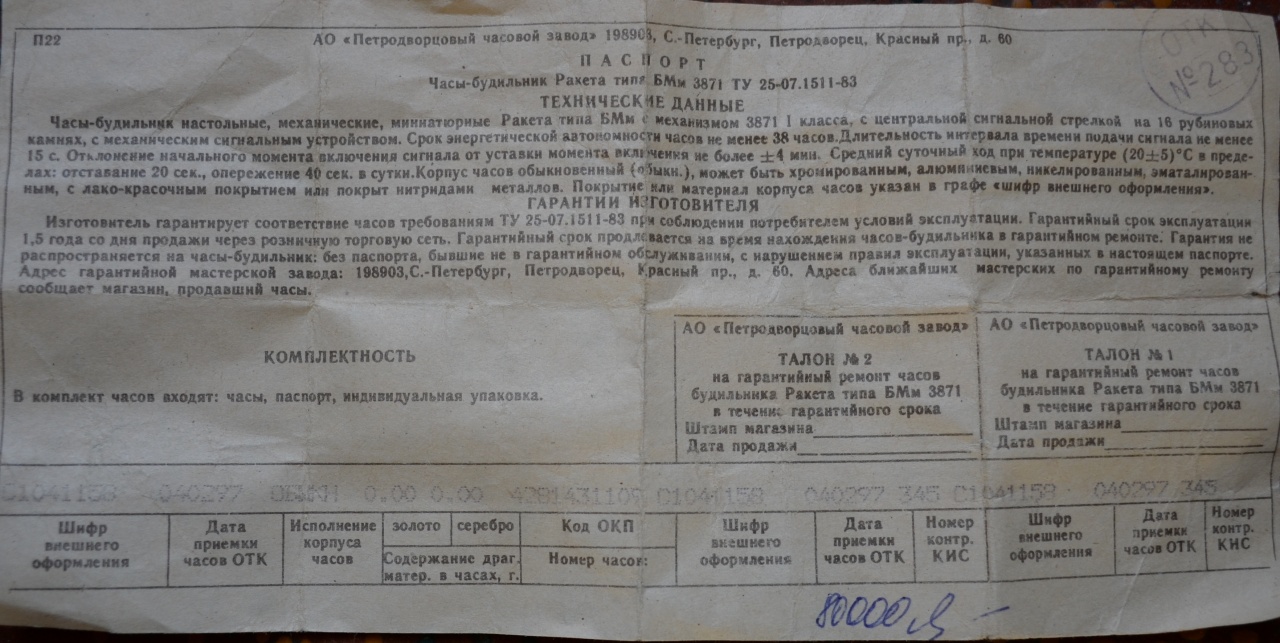 П22
АО «Петродворцовый часовой завод» 198903, С.-Петербург, Петродворец, Красный пр., д. 60
ОТК
№ 283
ПАСПОРТ
Часы-будильник Ракета типа БМм 3871 ТУ 25-07.1511-83
ТЕХНИЧЕСКИЕ ДАННЫЕ
Часы-будильник настольные, механические, миниатюрные Ракета типа БМм с механизмом 3871 I класса, с центральной сигнальной стрелкой на 16 рубиновых
камнях, с механическим сигнальным устройством. Срок энергетической автономности часов не менее 38 часов.Длительность интервала времени подачи сигнала не менее
15 с. Отклонение начального момента включения сигнала от уставки момента включения не более ±4 мин. Средний суточный ход при температуре (20±5)°С в преде-
лах: отставание 20 сек., опережение 40 сек. в сутки.Корпус часов обыкновенный (обыкн.), может быть хромированным, алюминиевым, никелированным, эматалирован-
ным, с лако-красочным покрытием или покрыт нитридами металлов. Покрытие или материал корпуса часов указан в графе «шифр внешнего оформления».
ГАРАНТИИ ИЗГОТОВИТЕЛЯ
Изготовитель гарантирует соответствие часов требованиям ТУ 25-07.1511-83 при соблюдении потребителем условий эксплуатации. Гарантийный срок эксплуатации
1,5 года со дня продажи через розничную торговую сеть. Гарантийный срок продлевается на время нахождения часов-будильника в гарантийном ремонте. Гарантия не
распространяется на часы-будильник: без паспорта, бывшие не в гарантийном обслуживании, с нарушением правил эксплуатации, указанных в настоящем паспорте.
Адрес гарантийной мастерской завода: 198903,С.-Петербург, Петродворец, Красный пр., д. 60. Адреса ближайших мастерских по гарантийному ремонту
сообщает магазин, продавший часы.
КОМПЛЕКТНОСТЬ
В комплект часов входят: часы, паспорт, индивидуальная упаковка.
АО «Петродворцовый часовой завод»
ТАЛОН № 2
на гарантийный ремонт часов
будильника Ракета типа БМм 3871
в течение гарантийного срока
Штамп магазина
Дата продажи
АО «Петродворцовый часовой завод»
ТАЛОН № 1
на гарантийный ремонт часов
будильника Ракета типа БМм 3871
в течение гарантийного срока
Штамп магазина
Дата продажи
С1041158 040297 ОБЫКН 0.00 0.00 4281431109 С1041158 040297 345 С1041158 040297 345
Шифр внешнего оформления
Дата приемки часов ОТК
Исполнение корпуса часов
золото
серебро
Содержание драг. матер. в часах, г.
Код ОКП
Номер часов:
Шифр внешнего оформления
Дата приемки часов ОТК
Номер контр. КИС
Шифр внешнего оформления
Дата приемки часов ОТК
Номер контр. КИС
80000